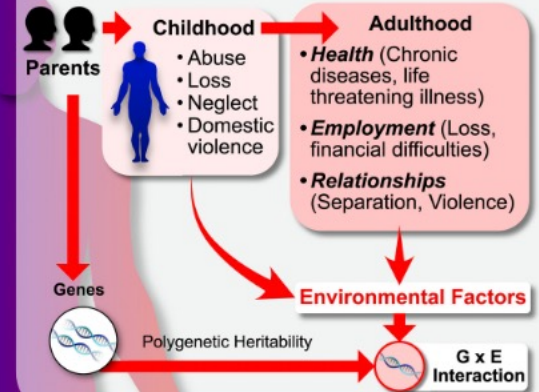 Parents
Childhood
• Abuse
• Loss
• Neglect
• Domestic
violence
Adulthood
• Health (Chronic
diseases, life
threatening illness)
• Employment (Loss,
financial difficulties)
• Relationships
(Separation, Violence)
Environmental Factors
Genes
Polygenetic Heritability
G x E
Interaction